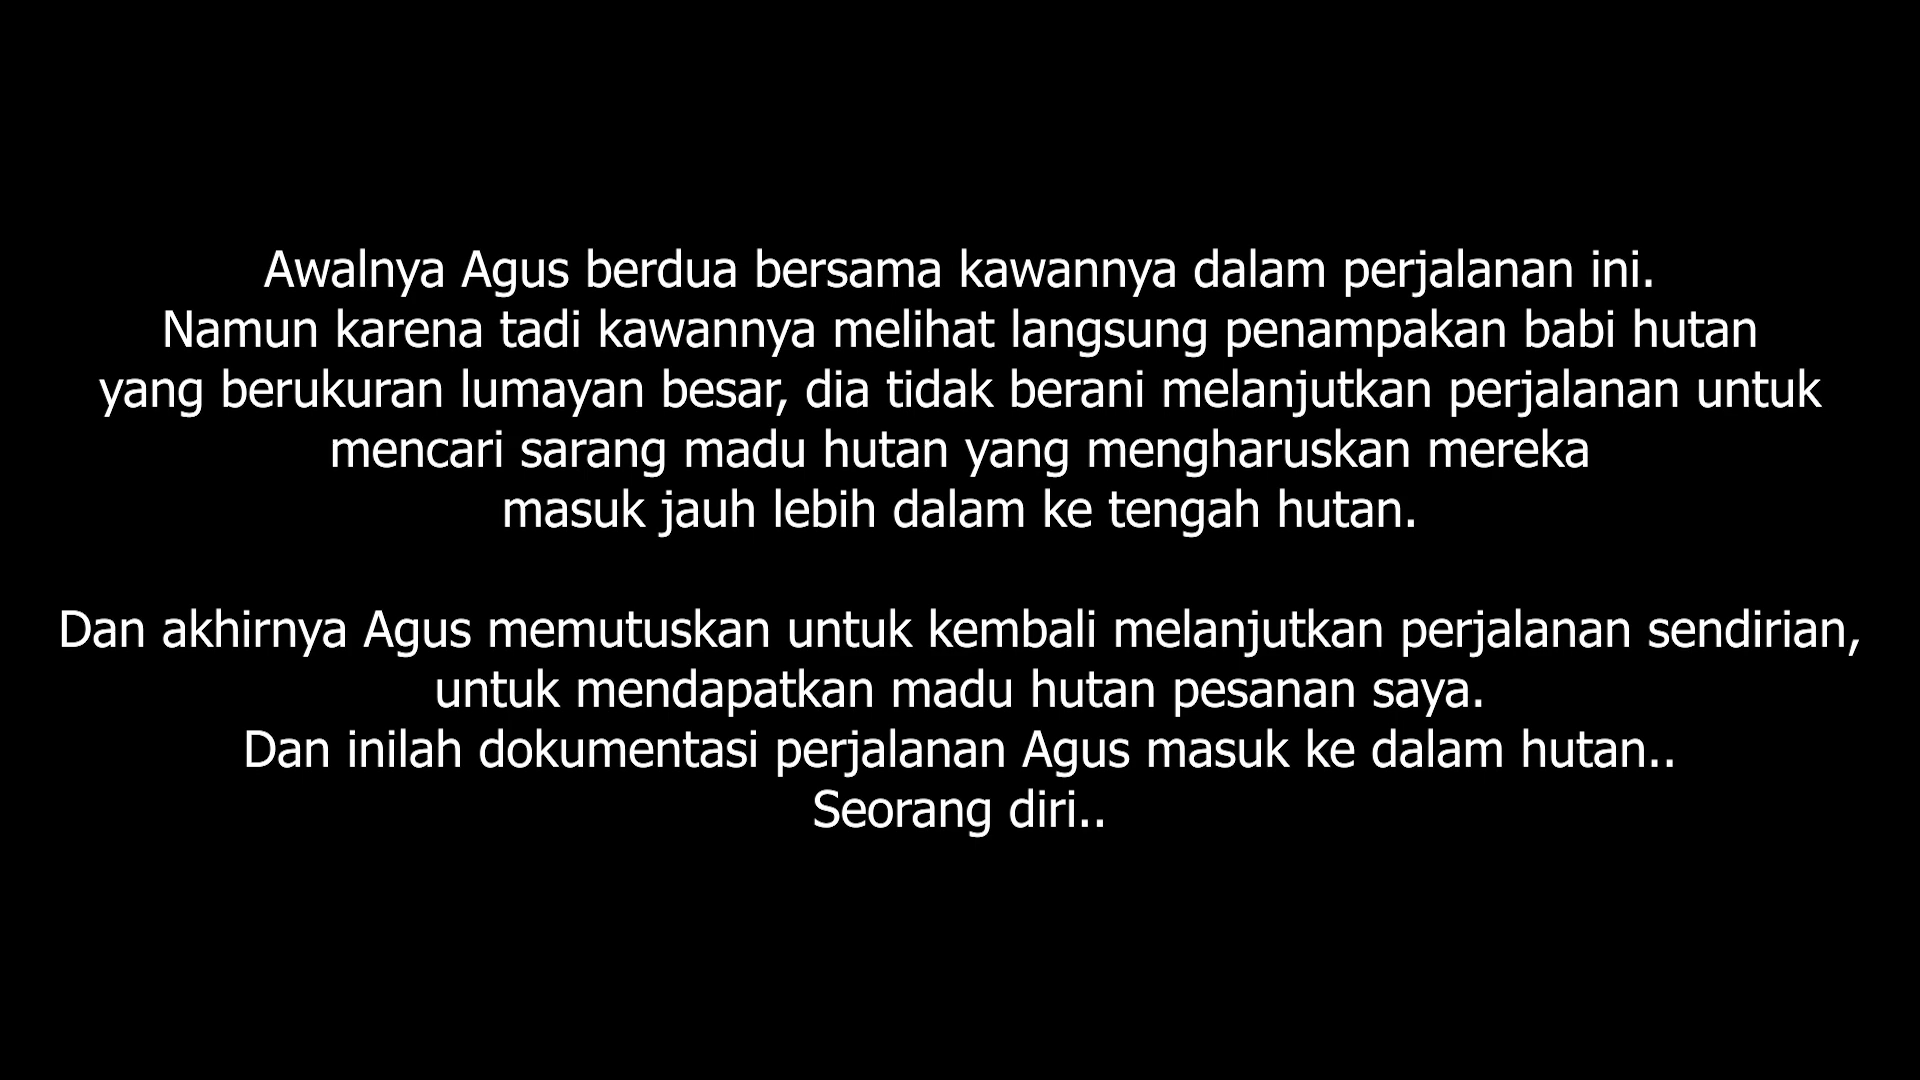 Awalnya Agus berdua bersama kawannya dalam perjalanan ini.
Namun karena tadi kawannya melihat langsung penampakan babi hutan
yang berukuran lumayan besar, dia tidak berani melanjutkan perjalanan untuk
mencari sarang madu hutan yang mengharuskan mereka
masuk jauh lebih dalam ke tengah hutan.
Dan akhirnya Agus memutuskan untuk kembali melanjutkan perjalanan sendirian,
untuk mendapatkan madu hutan pesanan saya.
Dan inilah dokumentasi perjalanan Agus masuk ke dalam hutan..
Seorang diri..